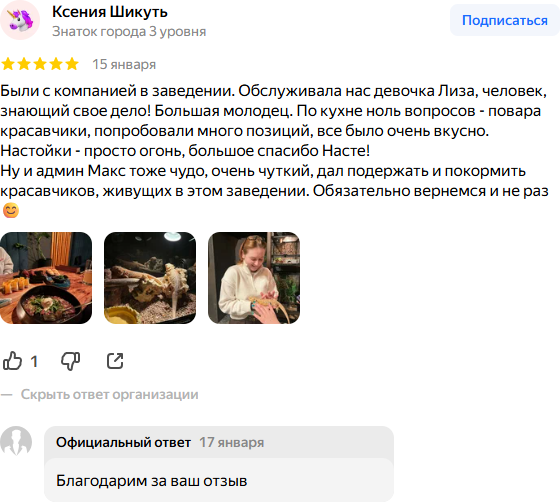 Ксения Шикуть
Подписаться
Знаток города 3 уровня
15 января
Были с компанией в заведении. Обслуживала нас девочка Лиза, человек,
знающий свое дело! Большая молодец. По кухне ноль вопросов - повара
красавчики, попробовали много позиций, все было очень вкусно.
Настойки - просто огонь, большое спасибо Насте!
Ну и админ Макс тоже чудо, очень чуткий, дал подержать и покормить
красавчиков, живущих в этом заведении. Обязательно вернемся и не раз
😊
1
— Скрыть ответ организации
Официальный ответ 17 января
Благодарим за ваш отзыв